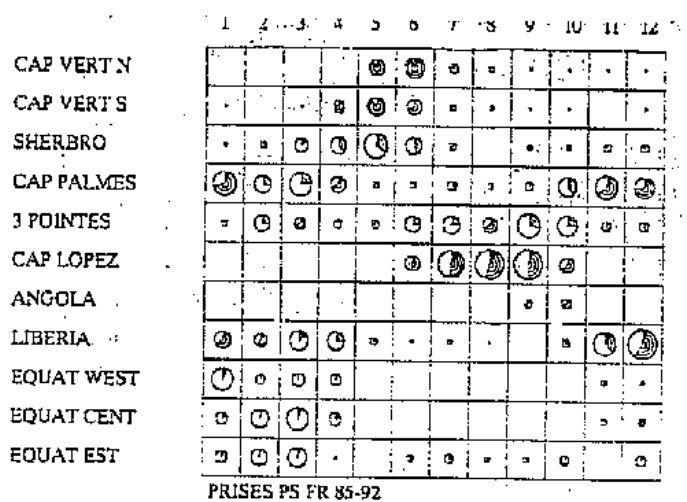 1 2 3 4 5 6 7 8 9 10 11 12
CAP VERT N
CAP VERT S
SHERBRO
CAP PALMES
3 POINTES
CAP LOPEZ
ANGOLA
LIBERIA
EQUAT WEST
EQUAT CENT
EQUAT EST
PRISES PS FR 85-92